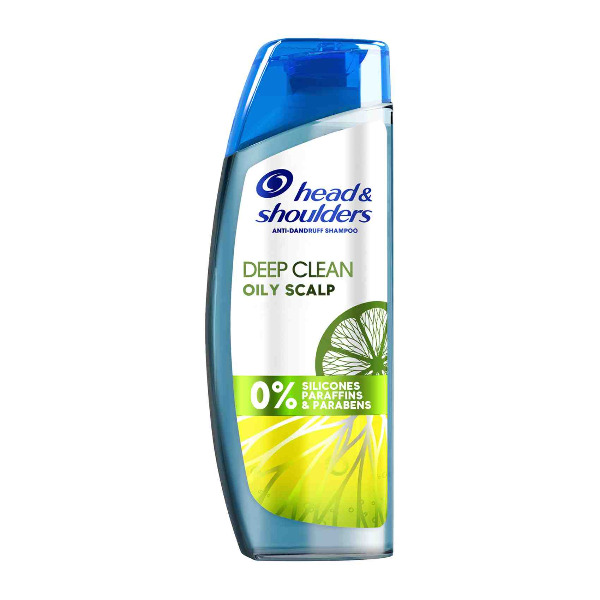 head &
shoulders
ANTI-DANDRUFF SHAMPOO
DEEP CLEAN
OILY SCALP
0% SILICONES
PARAFFINS
& PARABENS